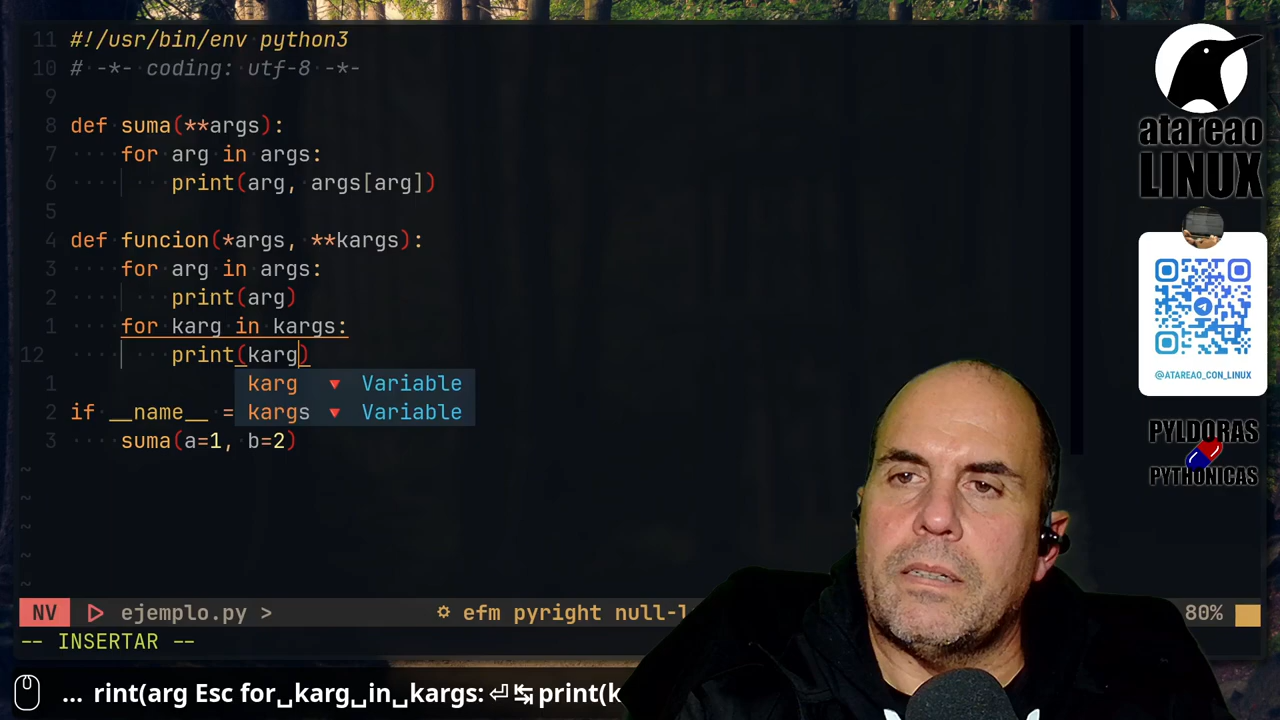 11 #!/usr/bin/env python3
10 # -*- coding: utf-8 -*-
9
8 def suma(**args):
7 for arg in args:
6 print(arg, args[arg])
5
4 def funcion(*args, **kargs):
3 for arg in args:
2 print(arg)
1 for karg in kargs:
12 print(karg)
1 karg Variable
2 if __name__ = kargs Variable
3 suma(a=1, b=2)
~
~
~
~
~
NV ejemplo.py > efm pyright null-l 80%
-- INSERTAR --
... rint(arg Esc for␣karg␣in␣kargs: ⏎ ↹ print(k
atareao
LINUX
@ATAREAO_CON_LINUX
PYLDORAS
PYTHONICAS